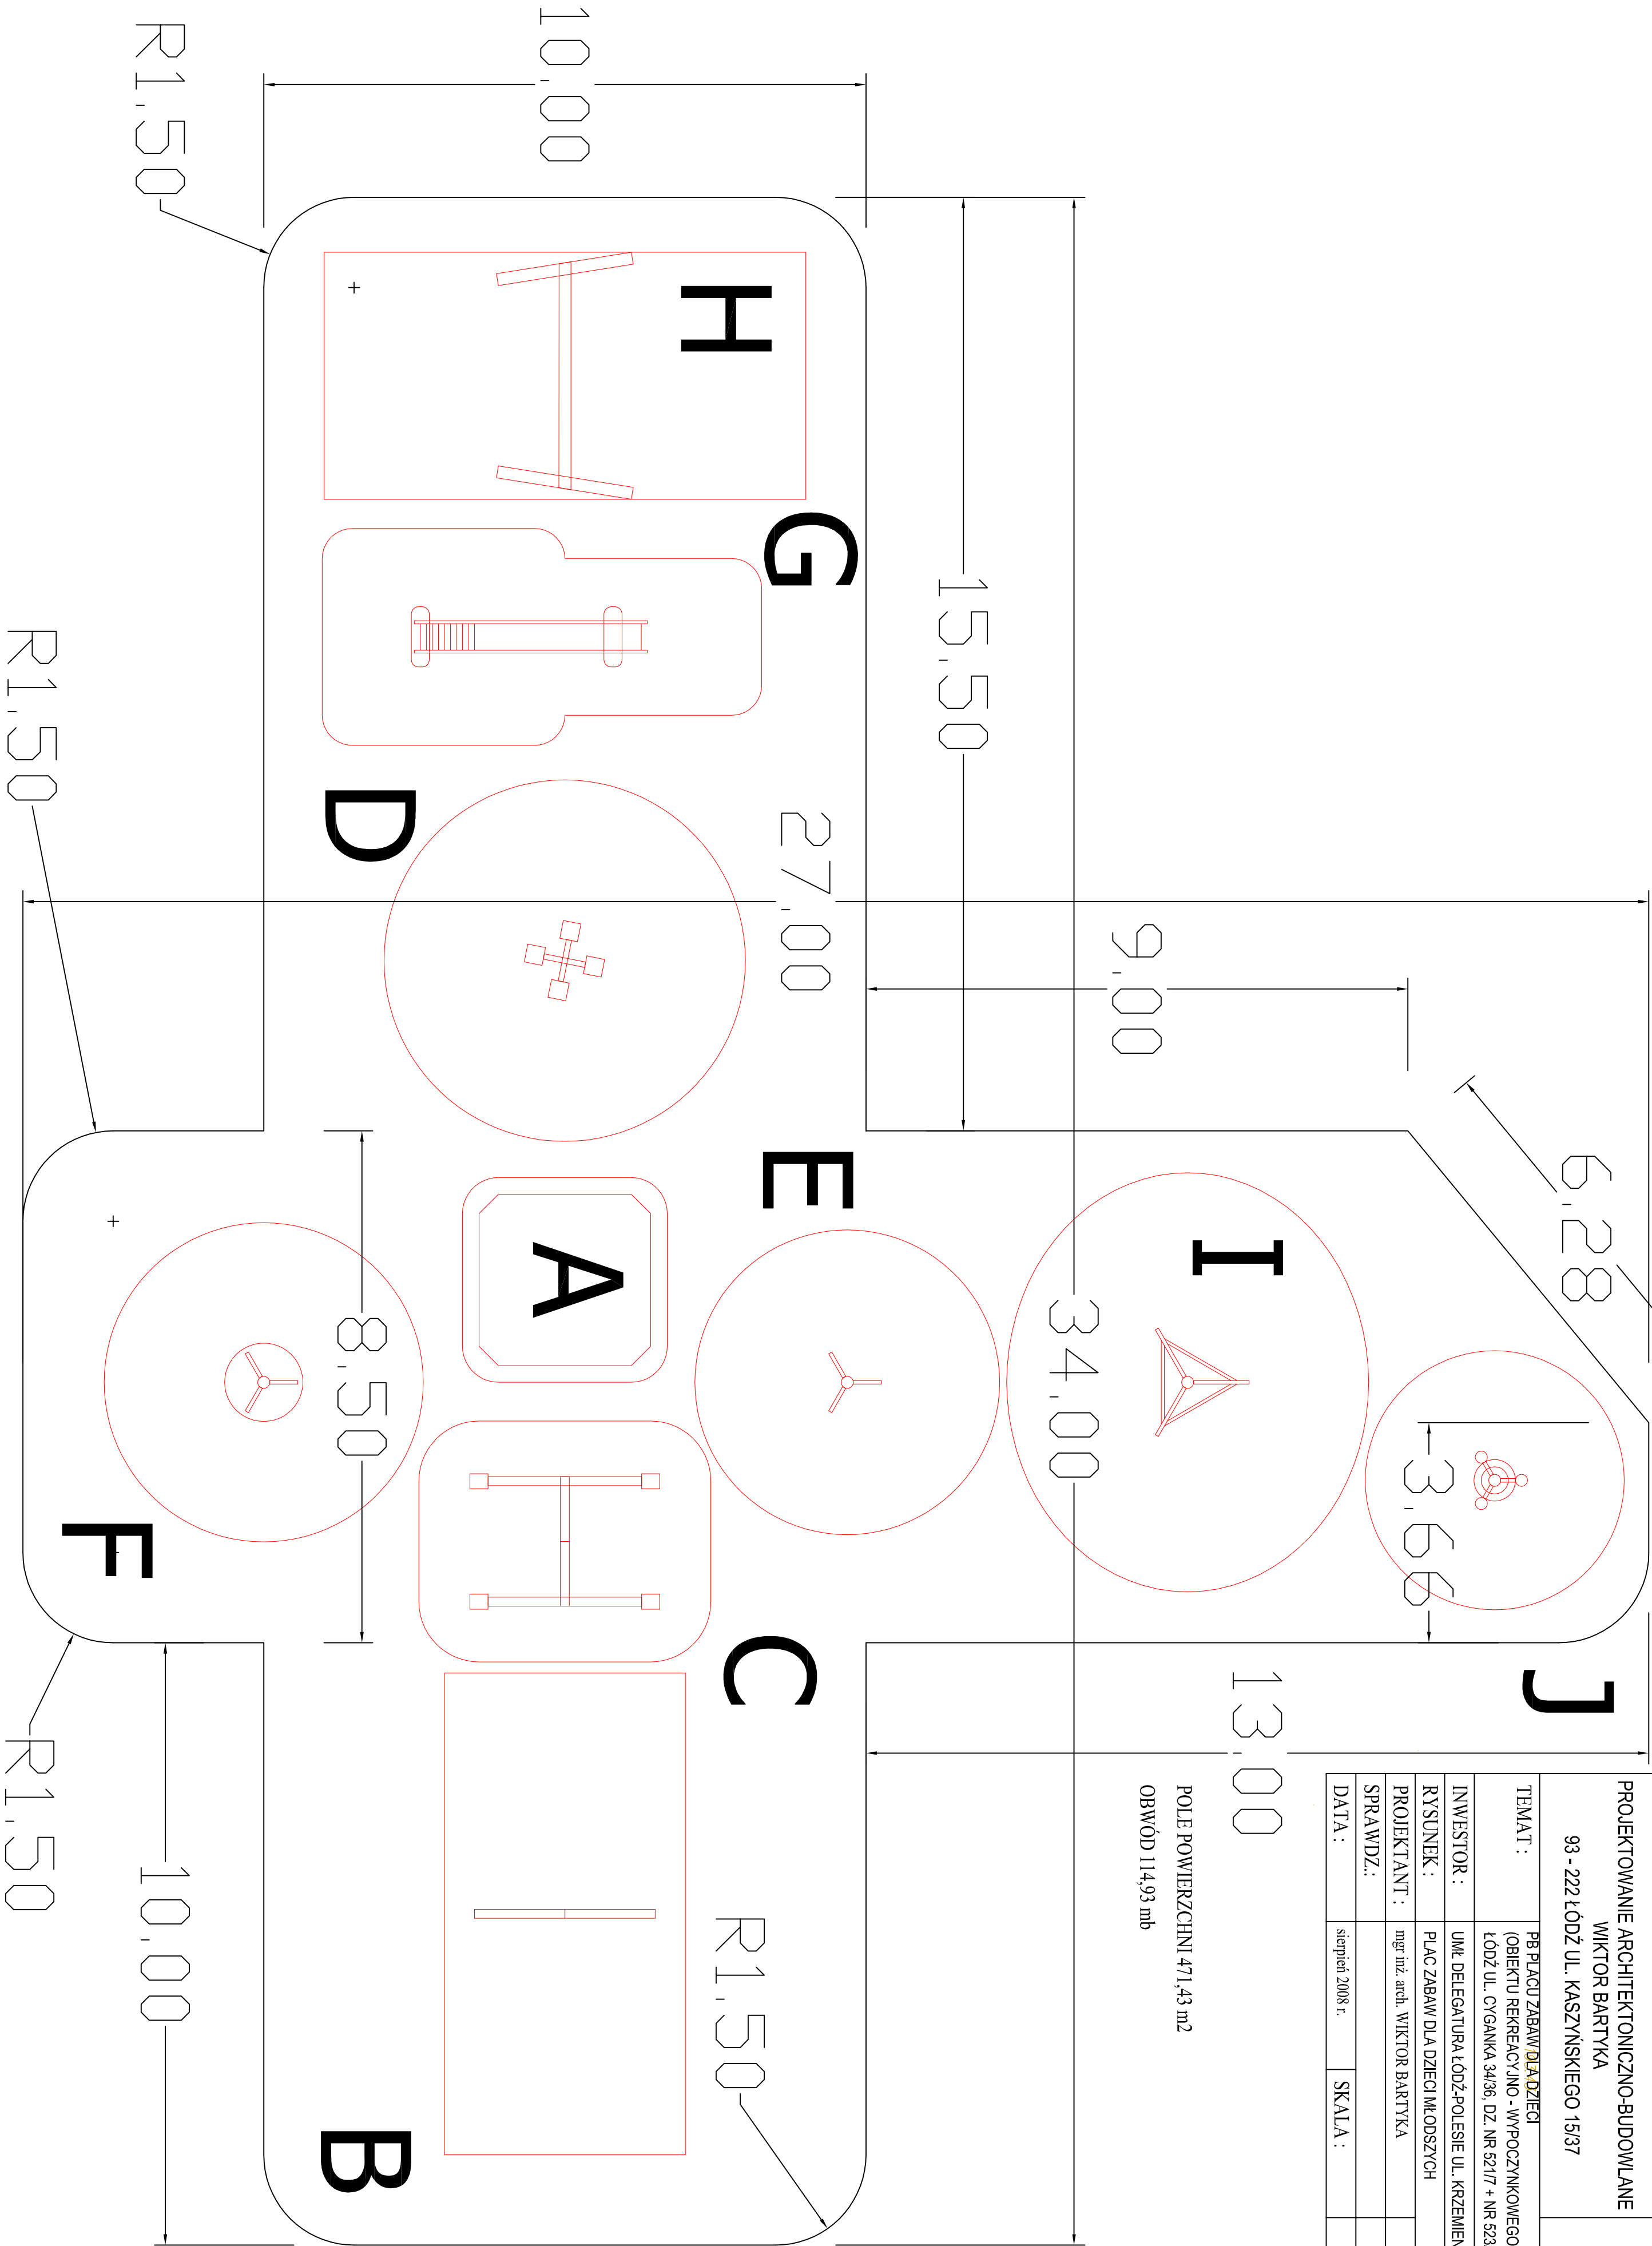 PROJEKTOWANIE ARCHITEKTONICZNO-BUDOWLANE
WIKTOR BARTYKA
93 - 222 ŁÓDŹ UL. KASZYŃSKIEGO 15/37
TEMAT :
PB PLACU ZABAW DLA DZIECI
(OBIEKTU REKREACYJNO - WYPOCZYNKOWEGO
ŁÓDŹ UL. CYGANKA 34/36, DZ. NR 521/7 + NR 523
INWESTOR :
UMŁ DELEGATURA ŁÓDŹ-POLESIE UL. KRZEMIEN
RYSUNEK :
PLAC ZABAW DLA DZIECI MŁODSZYCH
PROJEKTANT :
mgr inż. arch. WIKTOR BARTYKA
SPRAWDZ.:
DATA :
sierpień 2008 r.
SKALA :
POLE POWIERZCHNI 471,43 m2
OBWÓD 114,93 mb
J
6,28
3,66
13,00
I
9,00
34,00
15,50
E
27,00
G
C
R1,50
H
A
10,00
8,50
D
B
F
10,00
R1,50
R1,50
R1,50